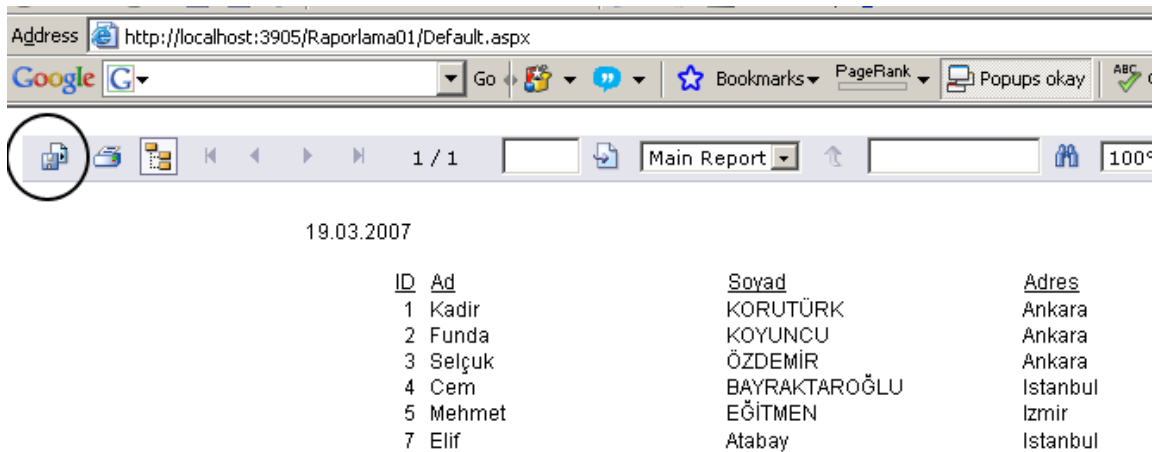 Address http://localhost:3905/Raporlama01/Default.aspx
Google G Go Bookmarks PageRank Popups okay ABC
1 / 1 Main Report 100%
19.03.2007
ID Ad Soyad Adres
1 Kadir KORUTÜRK Ankara
2 Funda KOYUNCU Ankara
3 Selçuk ÖZDEMİR Ankara
4 Cem BAYRAKTAROĞLU Istanbul
5 Mehmet EĞİTMEN Izmir
7 Elif Atabay Istanbul